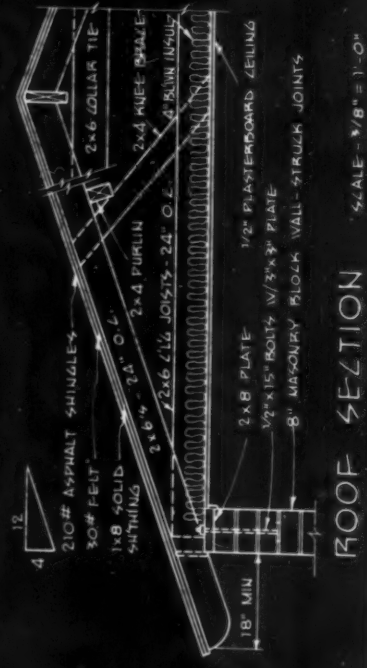 12
4
210# ASPHALT SHINGLES
30# FELT
1x8 SOLID
SHTHING
2x6's - 24" O.C.
2x6 COLLAR TIE
2x4 KNEE BRACE
4" BLWN INSUL
2x4 PURLIN
2x6 CL'G JOISTS-24" O.C.
1/2" PLASTERBOARD CEILING
2x8 PLATE
1/2"x15" BOLTS W/3"x3" PLATE
8" MASONRY BLOCK WALL-STRUCK JOINTS
18" MIN
ROOF SECTION
SCALE-3/8"=1'-0"